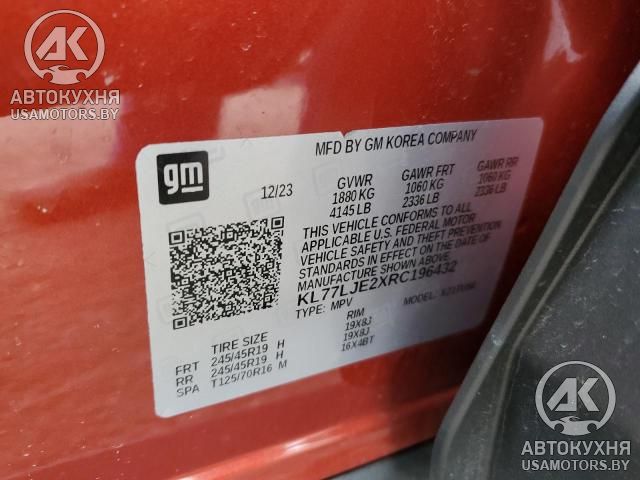 АК
АВТОКУХНЯ
USAMOTORS.BY
MFD BY GM KOREA COMPANY
gm
12/23
GVWR
1880 KG
4145 LB
GAWR FRT
1060 KG
2336 LB
GAWR RR
1060 KG
2336 LB
THIS VEHICLE CONFORMS TO ALL
APPLICABLE U.S. FEDERAL MOTOR
VEHICLE SAFETY AND THEFT PREVENTION
STANDARDS IN EFFECT ON THE DATE OF
MANUFACTURE SHOWN ABOVE
KL77LJE2XRC196432
TYPE: MPV
MODEL:
TIRE SIZE RIM
FRT 245/45R19 H 19X8J
RR 245/45R19 H 19X8J
SPA T125/70R16 M 16X4BT
АК
АВТОКУХНЯ
USAMOTORS.BY